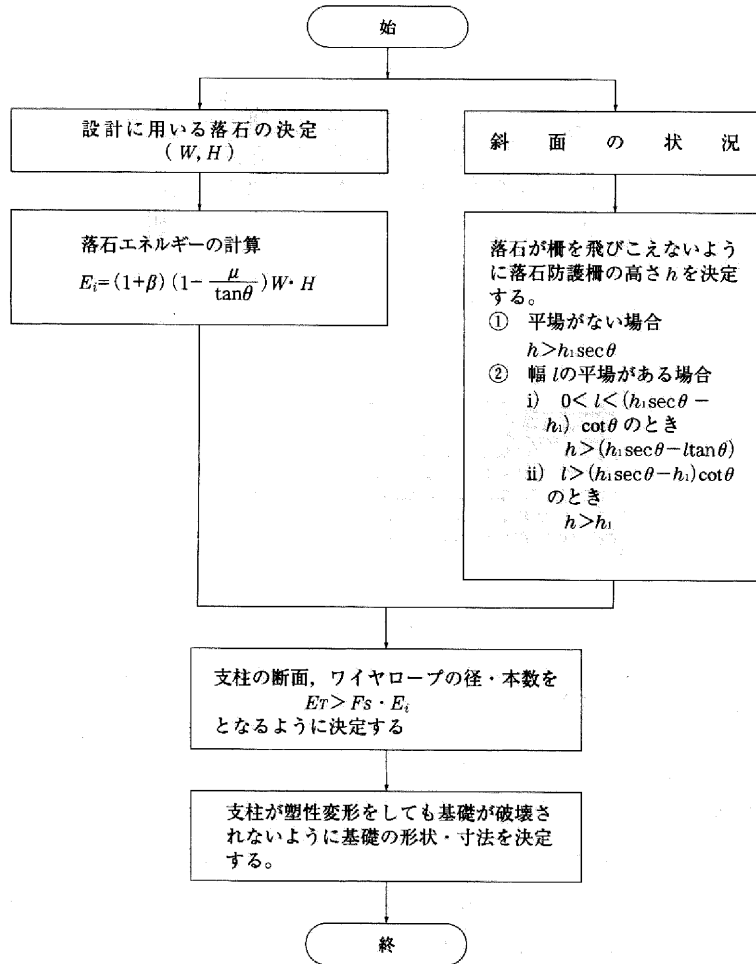 始
設計に用いる落石の決定
( W, H )
落石エネルギーの計算
E_i=(1+β)(1-μ/tanθ)W·H
斜面の状況
落石が柵を飛びこえないよう
に落石防護柵の高さhを決定
する。
① 平場がない場合
h>h₁secθ
② 幅lの平場がある場合
i) 0<l<(h₁secθ−
h₁) cotθのとき
h>(h₁secθ−ltanθ)
ii) l>(h₁secθ−h₁)cotθ
のとき
h>h₁
支柱の断面，ワイヤロープの径・本数を
E_T>Fs·E_i
となるように決定する
支柱が塑性変形をしても基礎が破壊さ
れないように基礎の形状・寸法を決定
する。
終